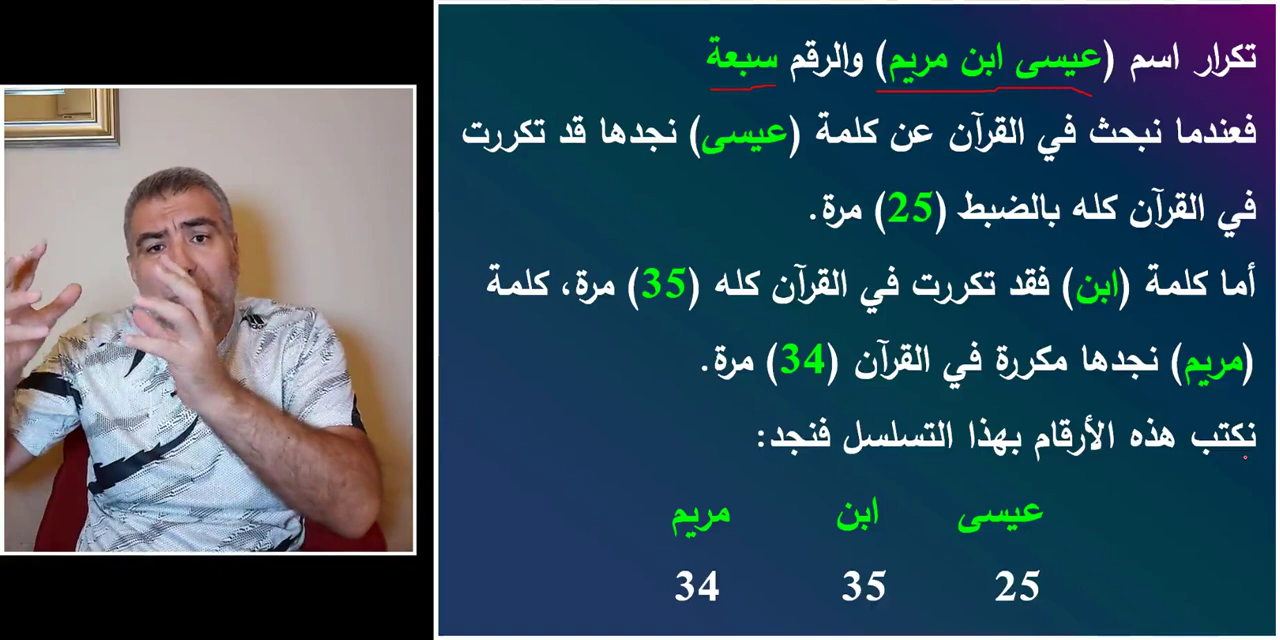 تكرار اسم (عيسى ابن مريم) والرقم سبعة
فعندما نبحث في القرآن عن كلمة (عيسى) نجدها قد تكررت
في القرآن كله بالضبط (25) مرة.
أما كلمة (ابن) فقد تكررت في القرآن كله (35) مرة، كلمة
(مريم) نجدها مكررة في القرآن (34) مرة.
نكتب هذه الأرقام بهذا التسلسل فنجد:
عيسى ابن مريم
25 35 34